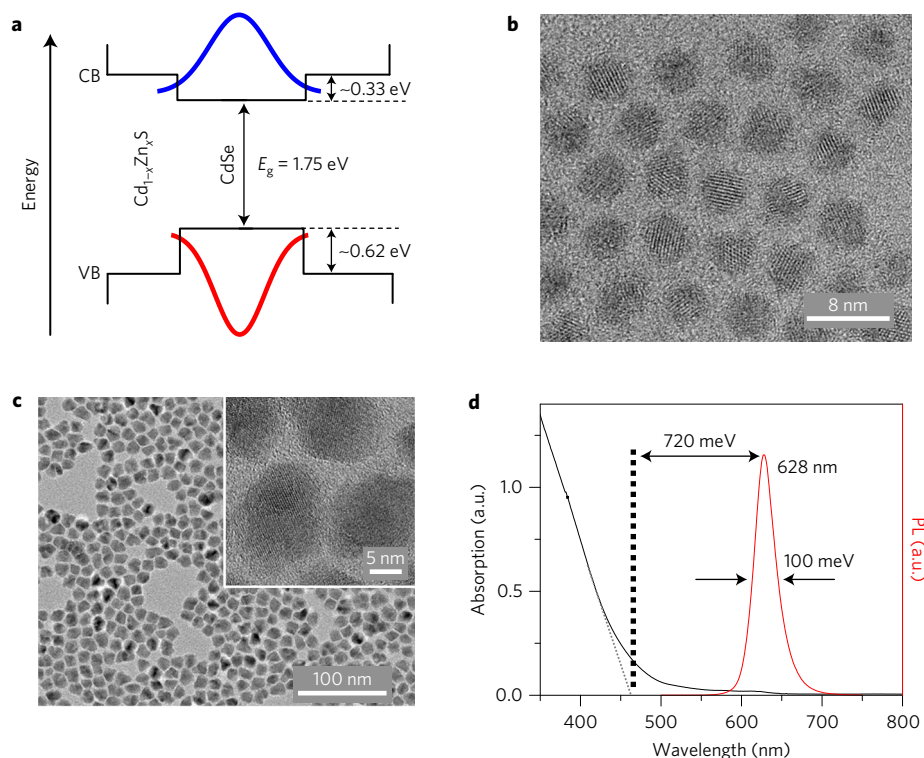 a
Energy
CB
VB
Cd₁₋ₓZnₓS
CdSe
E_g = 1.75 eV
~0.33 eV
~0.62 eV
b
8 nm
c
5 nm
100 nm
d
720 meV
628 nm
100 meV
Absorption (a.u.)
1.0
0.5
0.0
PL (a.u.)
400 500 600 700 800
Wavelength (nm)